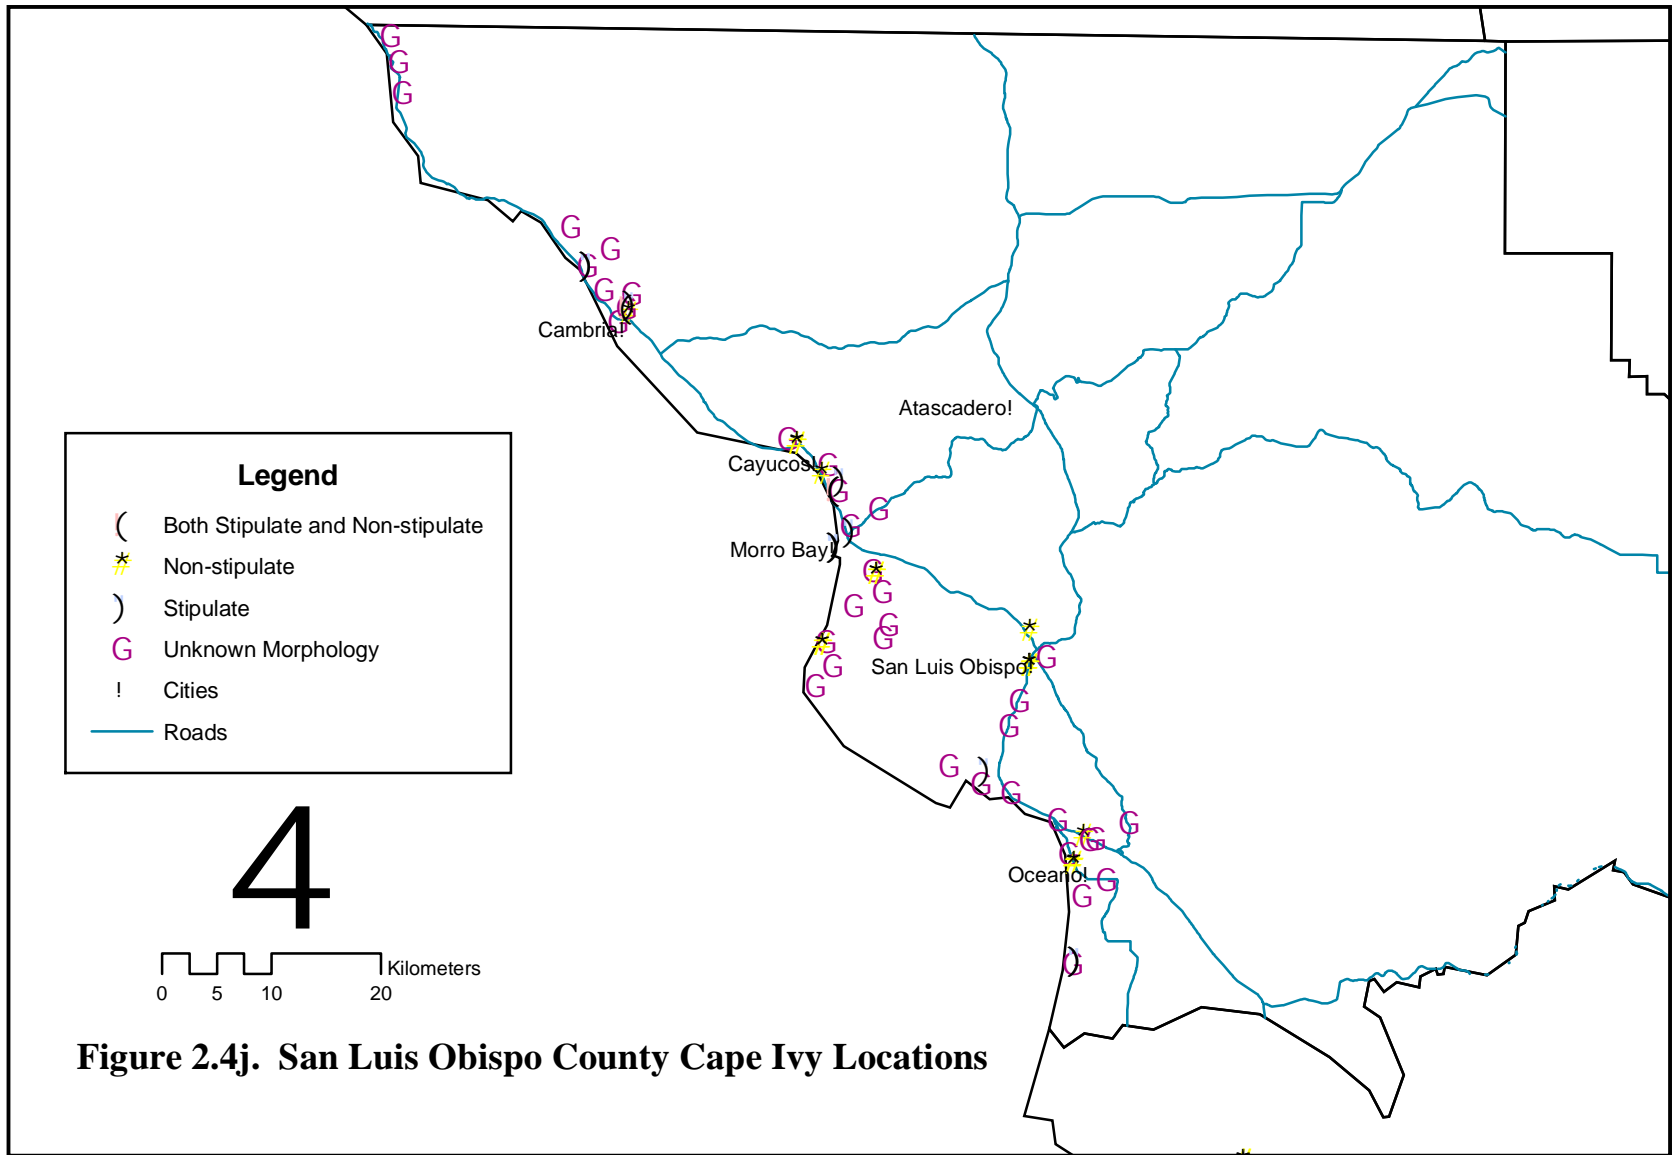 G
G
G
G
G
G
G
G
G
G
Cambria!
Atascadero!
G
Cayucos!
G
G
G
G
Morro Bay!
G
G
G
G
G
G
G
G
San Luis Obispo!
G
G
G
G
G
G
G
G
G
G
G
Oceano!
G
G
G
Legend
( Both Stipulate and Non-stipulate
* # Non-stipulate
) Stipulate
G Unknown Morphology
! Cities
Roads
4
Kilometers
0 5 10 20
Figure 2.4j. San Luis Obispo County Cape Ivy Locations